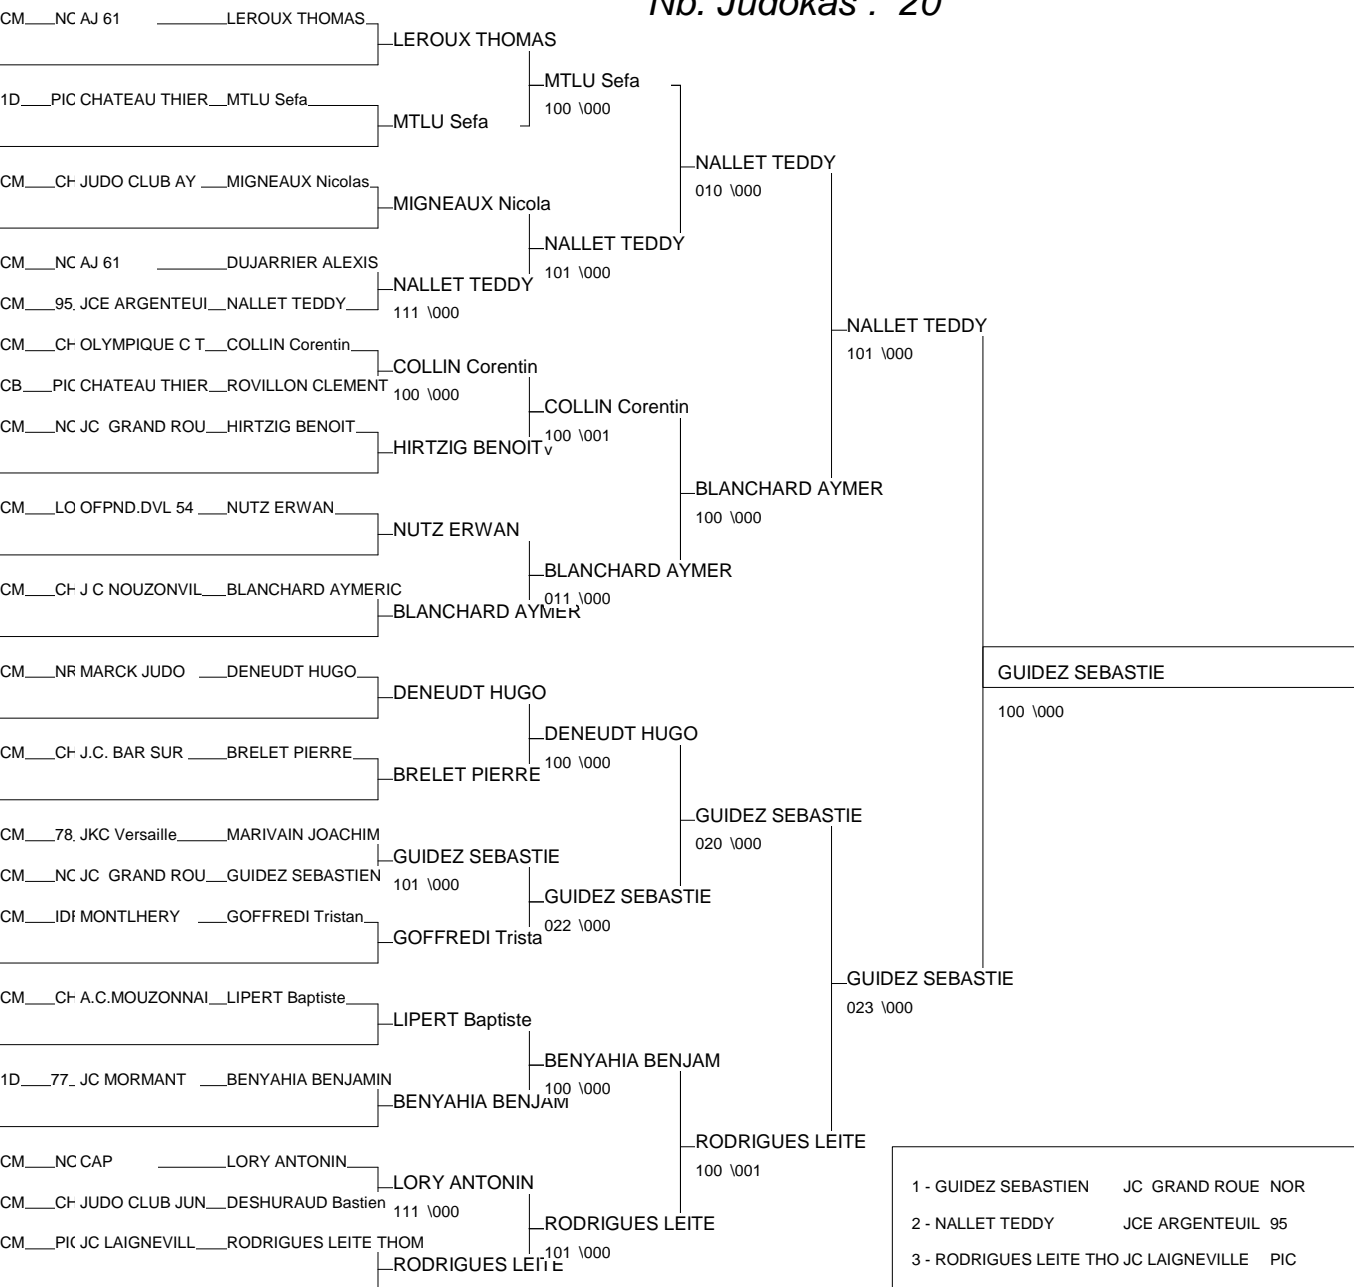 Nb. Judokas : 20
CM NC AJ 61 LEROUX THOMAS
LEROUX THOMAS
MTLU Sefa
100 \000
1D PIC CHATEAU THIER MTLU Sefa
MTLU Sefa
NALLET TEDDY
010 \000
CM CH JUDO CLUB AY MIGNEAUX Nicolas
MIGNEAUX Nicola
NALLET TEDDY
101 \000
CM NC AJ 61 DUJARRIER ALEXIS
NALLET TEDDY
111 \000
CM 95 JCE ARGENTEUI NALLET TEDDY
NALLET TEDDY
101 \000
CM CH OLYMPIQUE C T COLLIN Corentin
COLLIN Corentin
100 \000
CB PIC CHATEAU THIER ROVILLON CLEMENT
COLLIN Corentin
100 \001
CM NC JC GRAND ROU HIRTZIG BENOIT
HIRTZIG BENOIT v
BLANCHARD AYMER
100 \000
CM LO OFPND.DVL 54 NUTZ ERWAN
NUTZ ERWAN
BLANCHARD AYMER
011 \000
CM CH J C NOUZONVIL BLANCHARD AYMERIC
BLANCHARD AYMER
CM NR MARCK JUDO DENEUDT HUGO
GUIDEZ SEBASTIE
100 \000
DENEUDT HUGO
DENEUDT HUGO
100 \000
CM CH J.C. BAR SUR BRELET PIERRE
BRELET PIERRE
GUIDEZ SEBASTIE
020 \000
CM 78 JKC Versaille MARIVAIN JOACHIM
GUIDEZ SEBASTIE
101 \000
CM NC JC GRAND ROU GUIDEZ SEBASTIEN
GUIDEZ SEBASTIE
022 \000
CM IDF MONTLHERY GOFFREDI Tristan
GOFFREDI Trista
GUIDEZ SEBASTIE
023 \000
CM CH A.C.MOUZONNAI LIPERT Baptiste
LIPERT Baptiste
BENYAHIA BENJAM
100 \000
1D 77 JC MORMANT BENYAHIA BENJAMIN
BENYAHIA BENJAM
RODRIGUES LEITE
100 \001
CM NC CAP LORY ANTONIN
LORY ANTONIN
111 \000
CM CH JUDO CLUB JUN DESHURAUD Bastien
RODRIGUES LEITE
101 \000
CM PIC JC LAIGNEVILL RODRIGUES LEITE THOM
RODRIGUES LEITE
1 - GUIDEZ SEBASTIEN JC GRAND ROUE NOR
2 - NALLET TEDDY JCE ARGENTEUIL 95
3 - RODRIGUES LEITE THO JC LAIGNEVILLE PIC